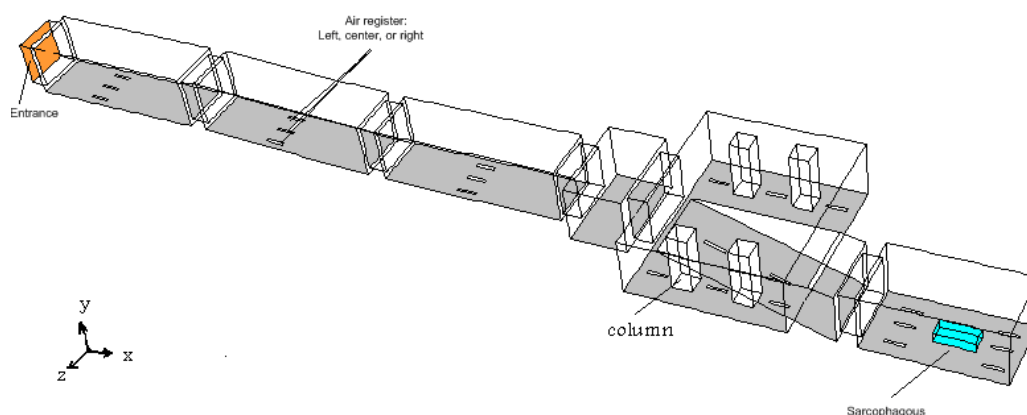 Air register:
Left, center, or right
Entrance
column
y
x
z
Sarcophagous